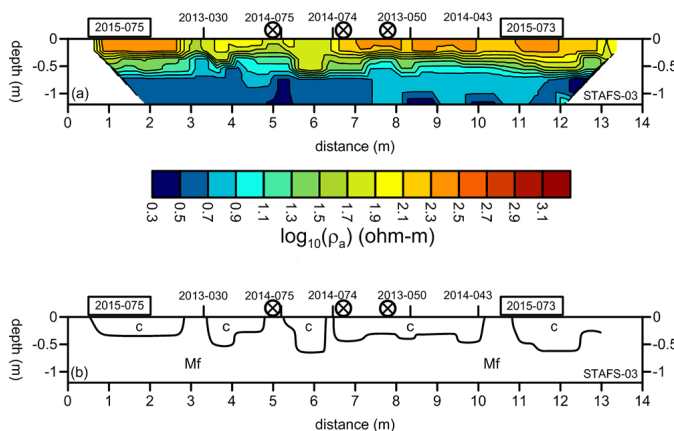 2015-075 2013-030 2014-075 2014-074 2013-050 2014-043 2015-073
depth (m)
0 0
-0.5 -0.5
-1 -1
(a) STAFS-03
0 1 2 3 4 5 6 7 8 9 10 11 12 13 14
distance (m)
0.3 0.5 0.7 0.9 1.1 1.3 1.5 1.7 1.9 2.1 2.3 2.5 2.7 2.9 3.1
log10(ρa) (ohm-m)
2015-075 2013-030 2014-075 2014-074 2013-050 2014-043 2015-073
depth (m)
0 c c c c c 0
-0.5 -0.5
Mf Mf
-1 -1
(b) STAFS-03
0 1 2 3 4 5 6 7 8 9 10 11 12 13 14
distance (m)